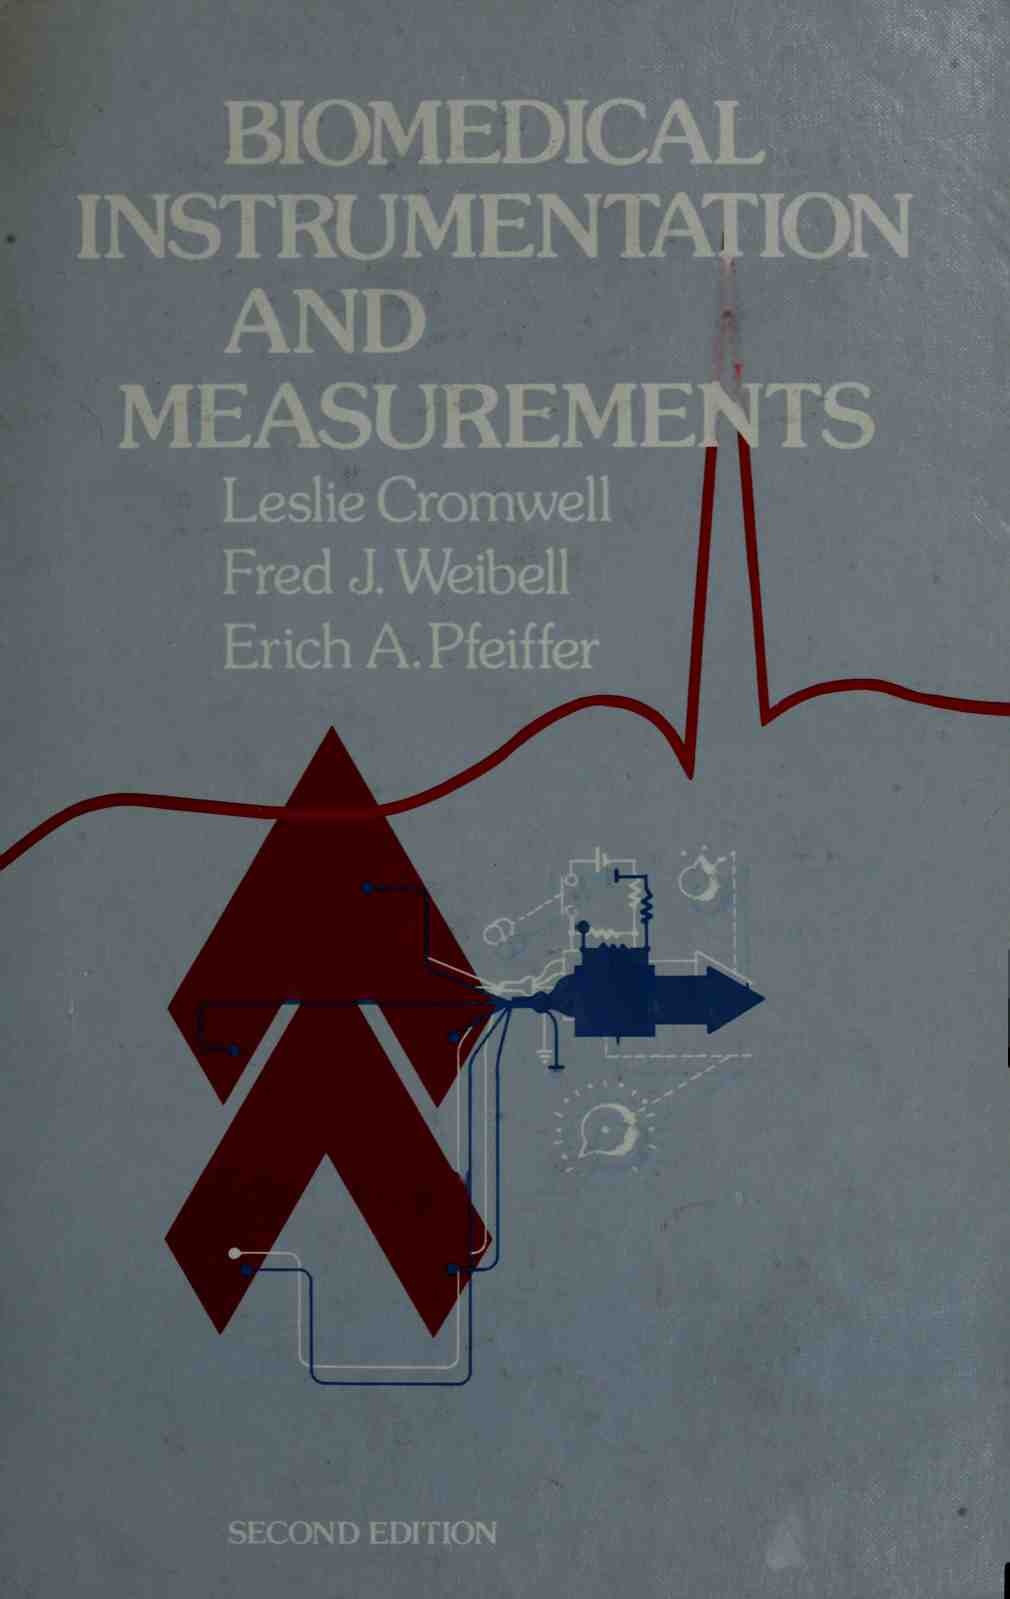 BIOMEDICAL
INSTRUMENTATION
AND
MEASUREMENTS
Leslie Cromwell
Fred J. Weibell
Erich A. Pfeiffer
SECOND EDITION